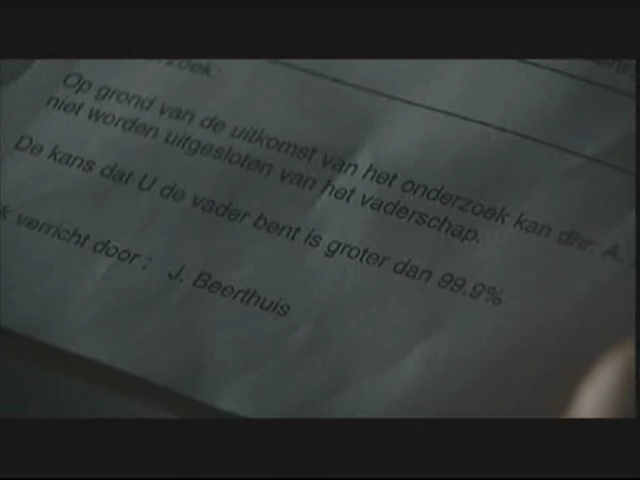 Op grond van de uitkomst van het onderzoek kan dhr. A.
niet worden uitgesloten van het vaderschap.
De kans dat U de vader bent is groter dan 99.9%
verricht door : J. Beerthuis